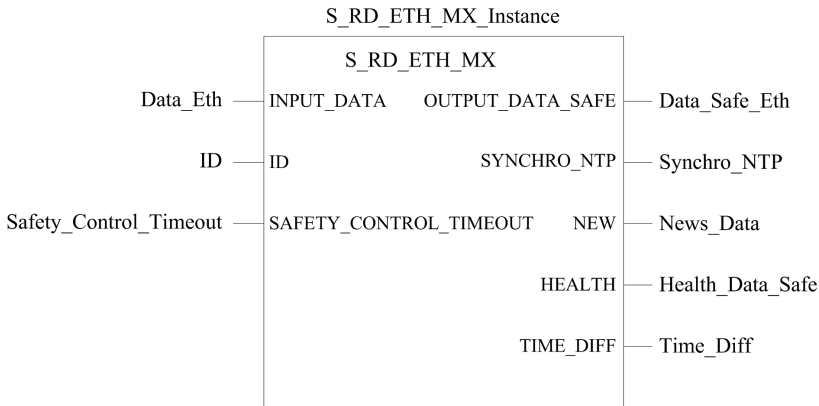 S_RD_ETH_MX_Instance
S_RD_ETH_MX
Data_Eth INPUT_DATA OUTPUT_DATA_SAFE Data_Safe_Eth
ID ID SYNCHRO_NTP Synchro_NTP
Safety_Control_Timeout SAFETY_CONTROL_TIMEOUT NEW News_Data
HEALTH Health_Data_Safe
TIME_DIFF Time_Diff